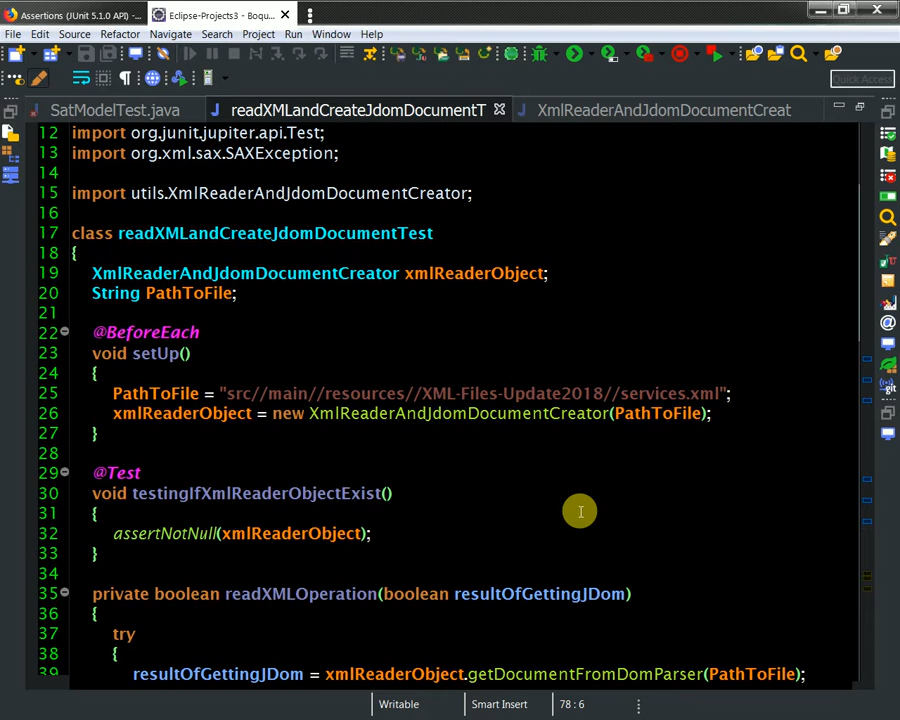 Assertions (JUnit 5.1.0 API) - ...
Eclipse-Projects3 - Boqu...
File Edit Source Refactor Navigate Search Project Run Window Help
Quick Access
SatModelTest.java
readXMLandCreateJdomDocumentT
XmlReaderAndJdomDocumentCreat
12 import org.junit.jupiter.api.Test;
13 import org.xml.sax.SAXException;
14
15 import utils.XmlReaderAndJdomDocumentCreator;
16
17 class readXMLandCreateJdomDocumentTest
18 {
19 XmlReaderAndJdomDocumentCreator xmlReaderObject;
20 String PathToFile;
21
22 @BeforeEach
23 void setUp()
24 {
25 PathToFile = "src//main//resources//XML-Files-Update2018//services.xml";
26 xmlReaderObject = new XmlReaderAndJdomDocumentCreator(PathToFile);
27 }
28
29 @Test
30 void testingIfXmlReaderObjectExist()
31 {
32 assertNotNull(xmlReaderObject);
33 }
34
35 private boolean readXMLOperation(boolean resultOfGettingJDom)
36 {
37 try
38 {
39 resultOfGettingJDom = xmlReaderObject.getDocumentFromDomParser(PathToFile);
Writable Smart Insert 78 : 6